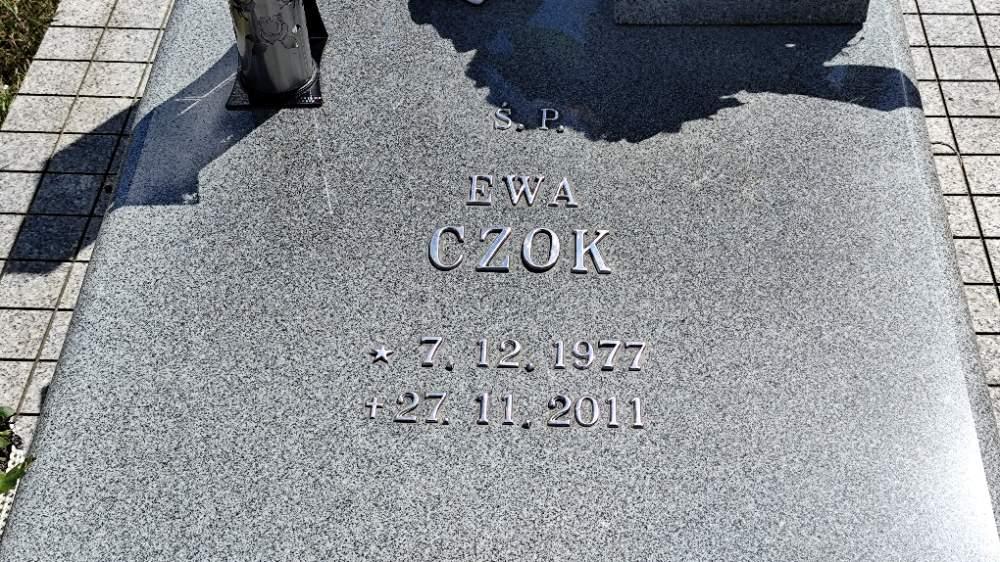 Ś. P.
EWA
CZOK
★ 7. 12. 1977
+ 27. 11. 2011